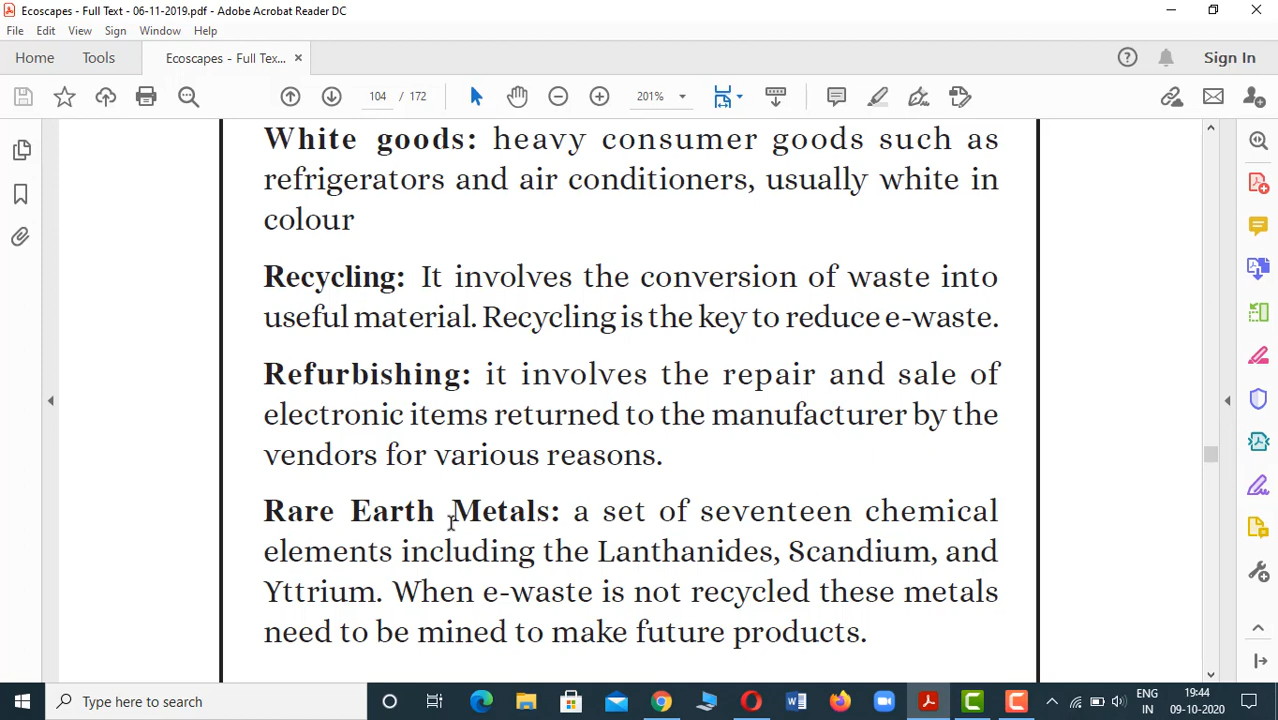 Ecoscapes - Full Text - 06-11-2019.pdf - Adobe Acrobat Reader DC
File Edit View Sign Window Help
Home Tools Ecoscapes - Full Tex... × Sign In
104 / 172 201%
White goods: heavy consumer goods such as
refrigerators and air conditioners, usually white in
colour
Recycling: It involves the conversion of waste into
useful material. Recycling is the key to reduce e-waste.
Refurbishing: it involves the repair and sale of
electronic items returned to the manufacturer by the
vendors for various reasons.
Rare Earth Metals: a set of seventeen chemical
elements including the Lanthanides, Scandium, and
Yttrium. When e-waste is not recycled these metals
need to be mined to make future products.
Type here to search
ENG 19:44
IN 09-10-2020